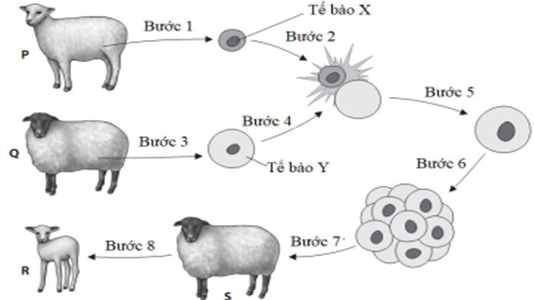 Tế bào X
Bước 1
Bước 2
P
Bước 5
Bước 4
Bước 3
Q
Tế bào Y
Bước 6
Bước 8
Bước 7
R
S